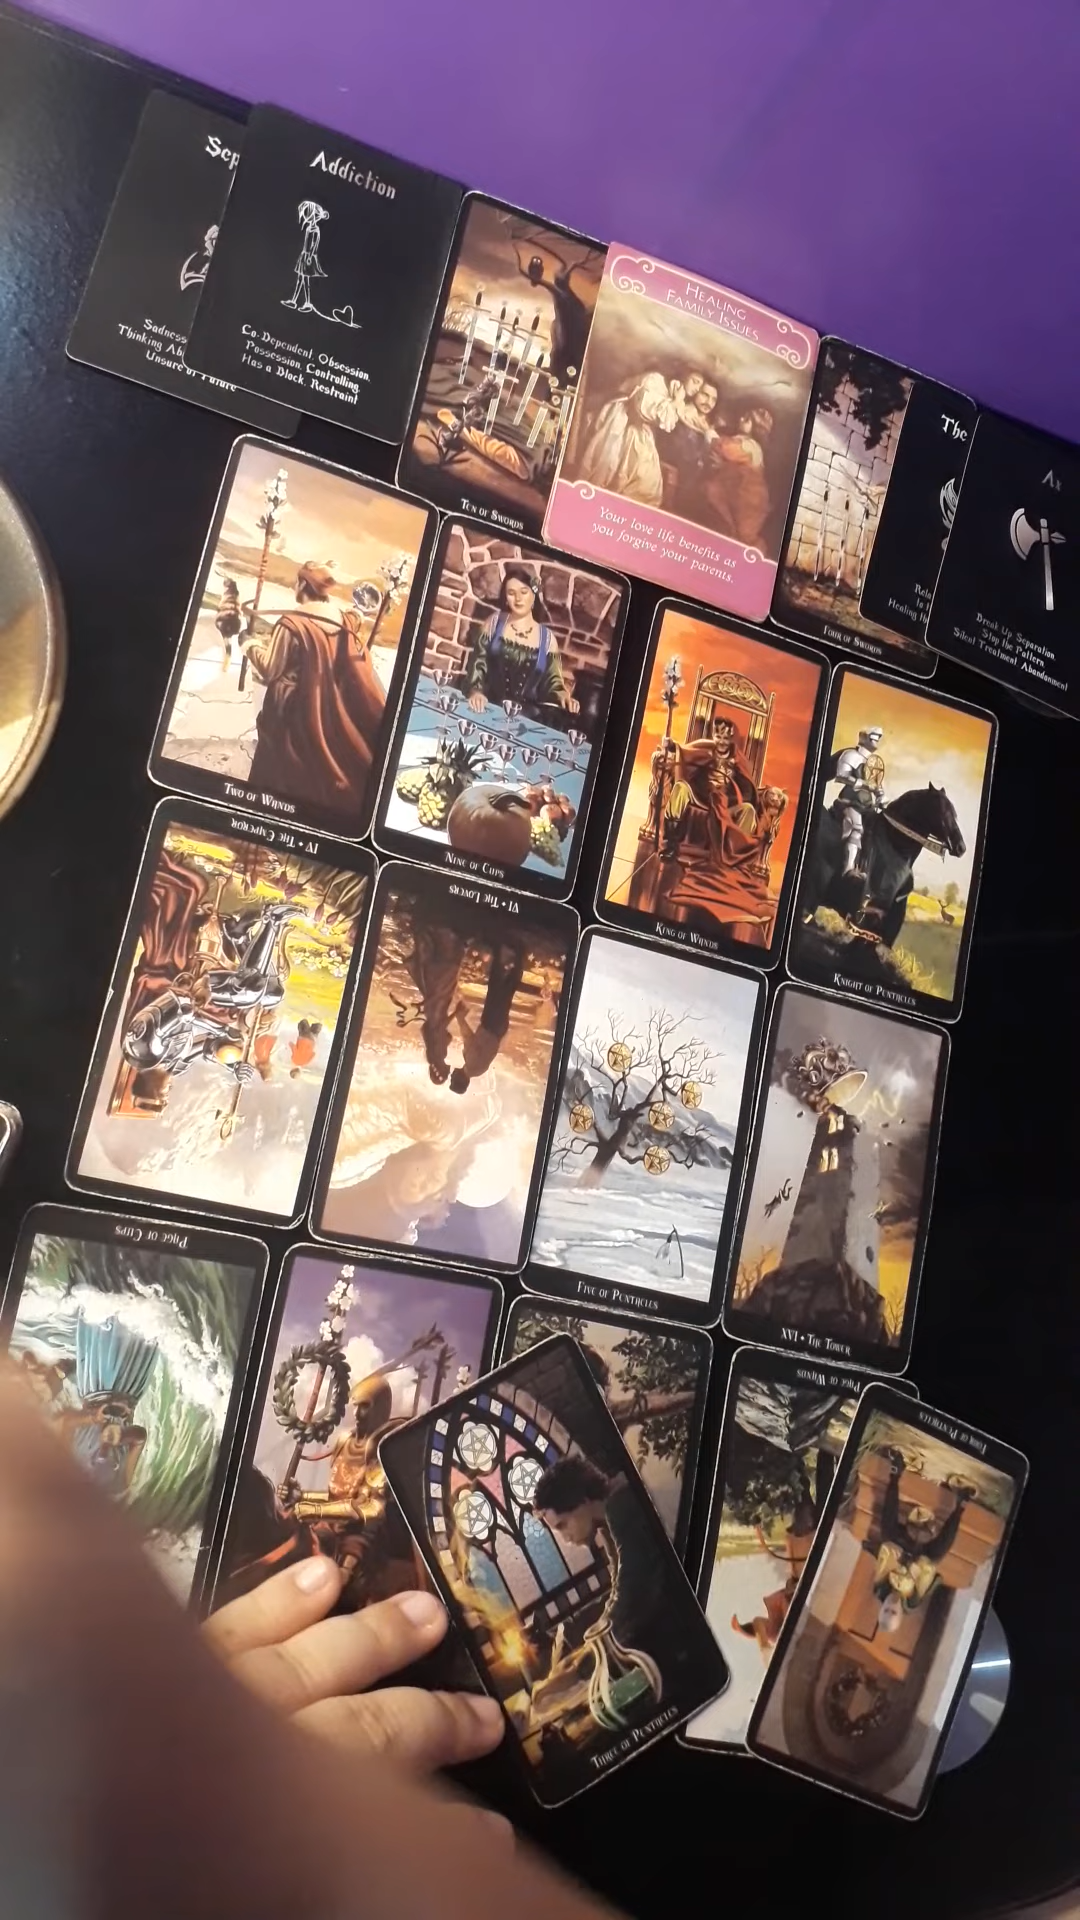 Addiction
Co-Dependent, Obsession,
Possession, Controlling,
Has a Block, Restraint
Sadness
Thinking
Unsure of Future
Ten of Swords
Healing
Family Issues
Your love life benefits as
you forgive your parents.
Four of Swords
The
Healing
Ax
Break Up Separation,
Stop the Pattern
Silent Treatment, Abandonment
Two of Wands
Nine of Cups
King of Wands
Knight of Pentacles
IV • The Emperor
VI • The Lovers
Five of Pentacles
XVI • The Tower
Page of Cups
Page of Wands
Four of Pentacles
Three of Pentacles